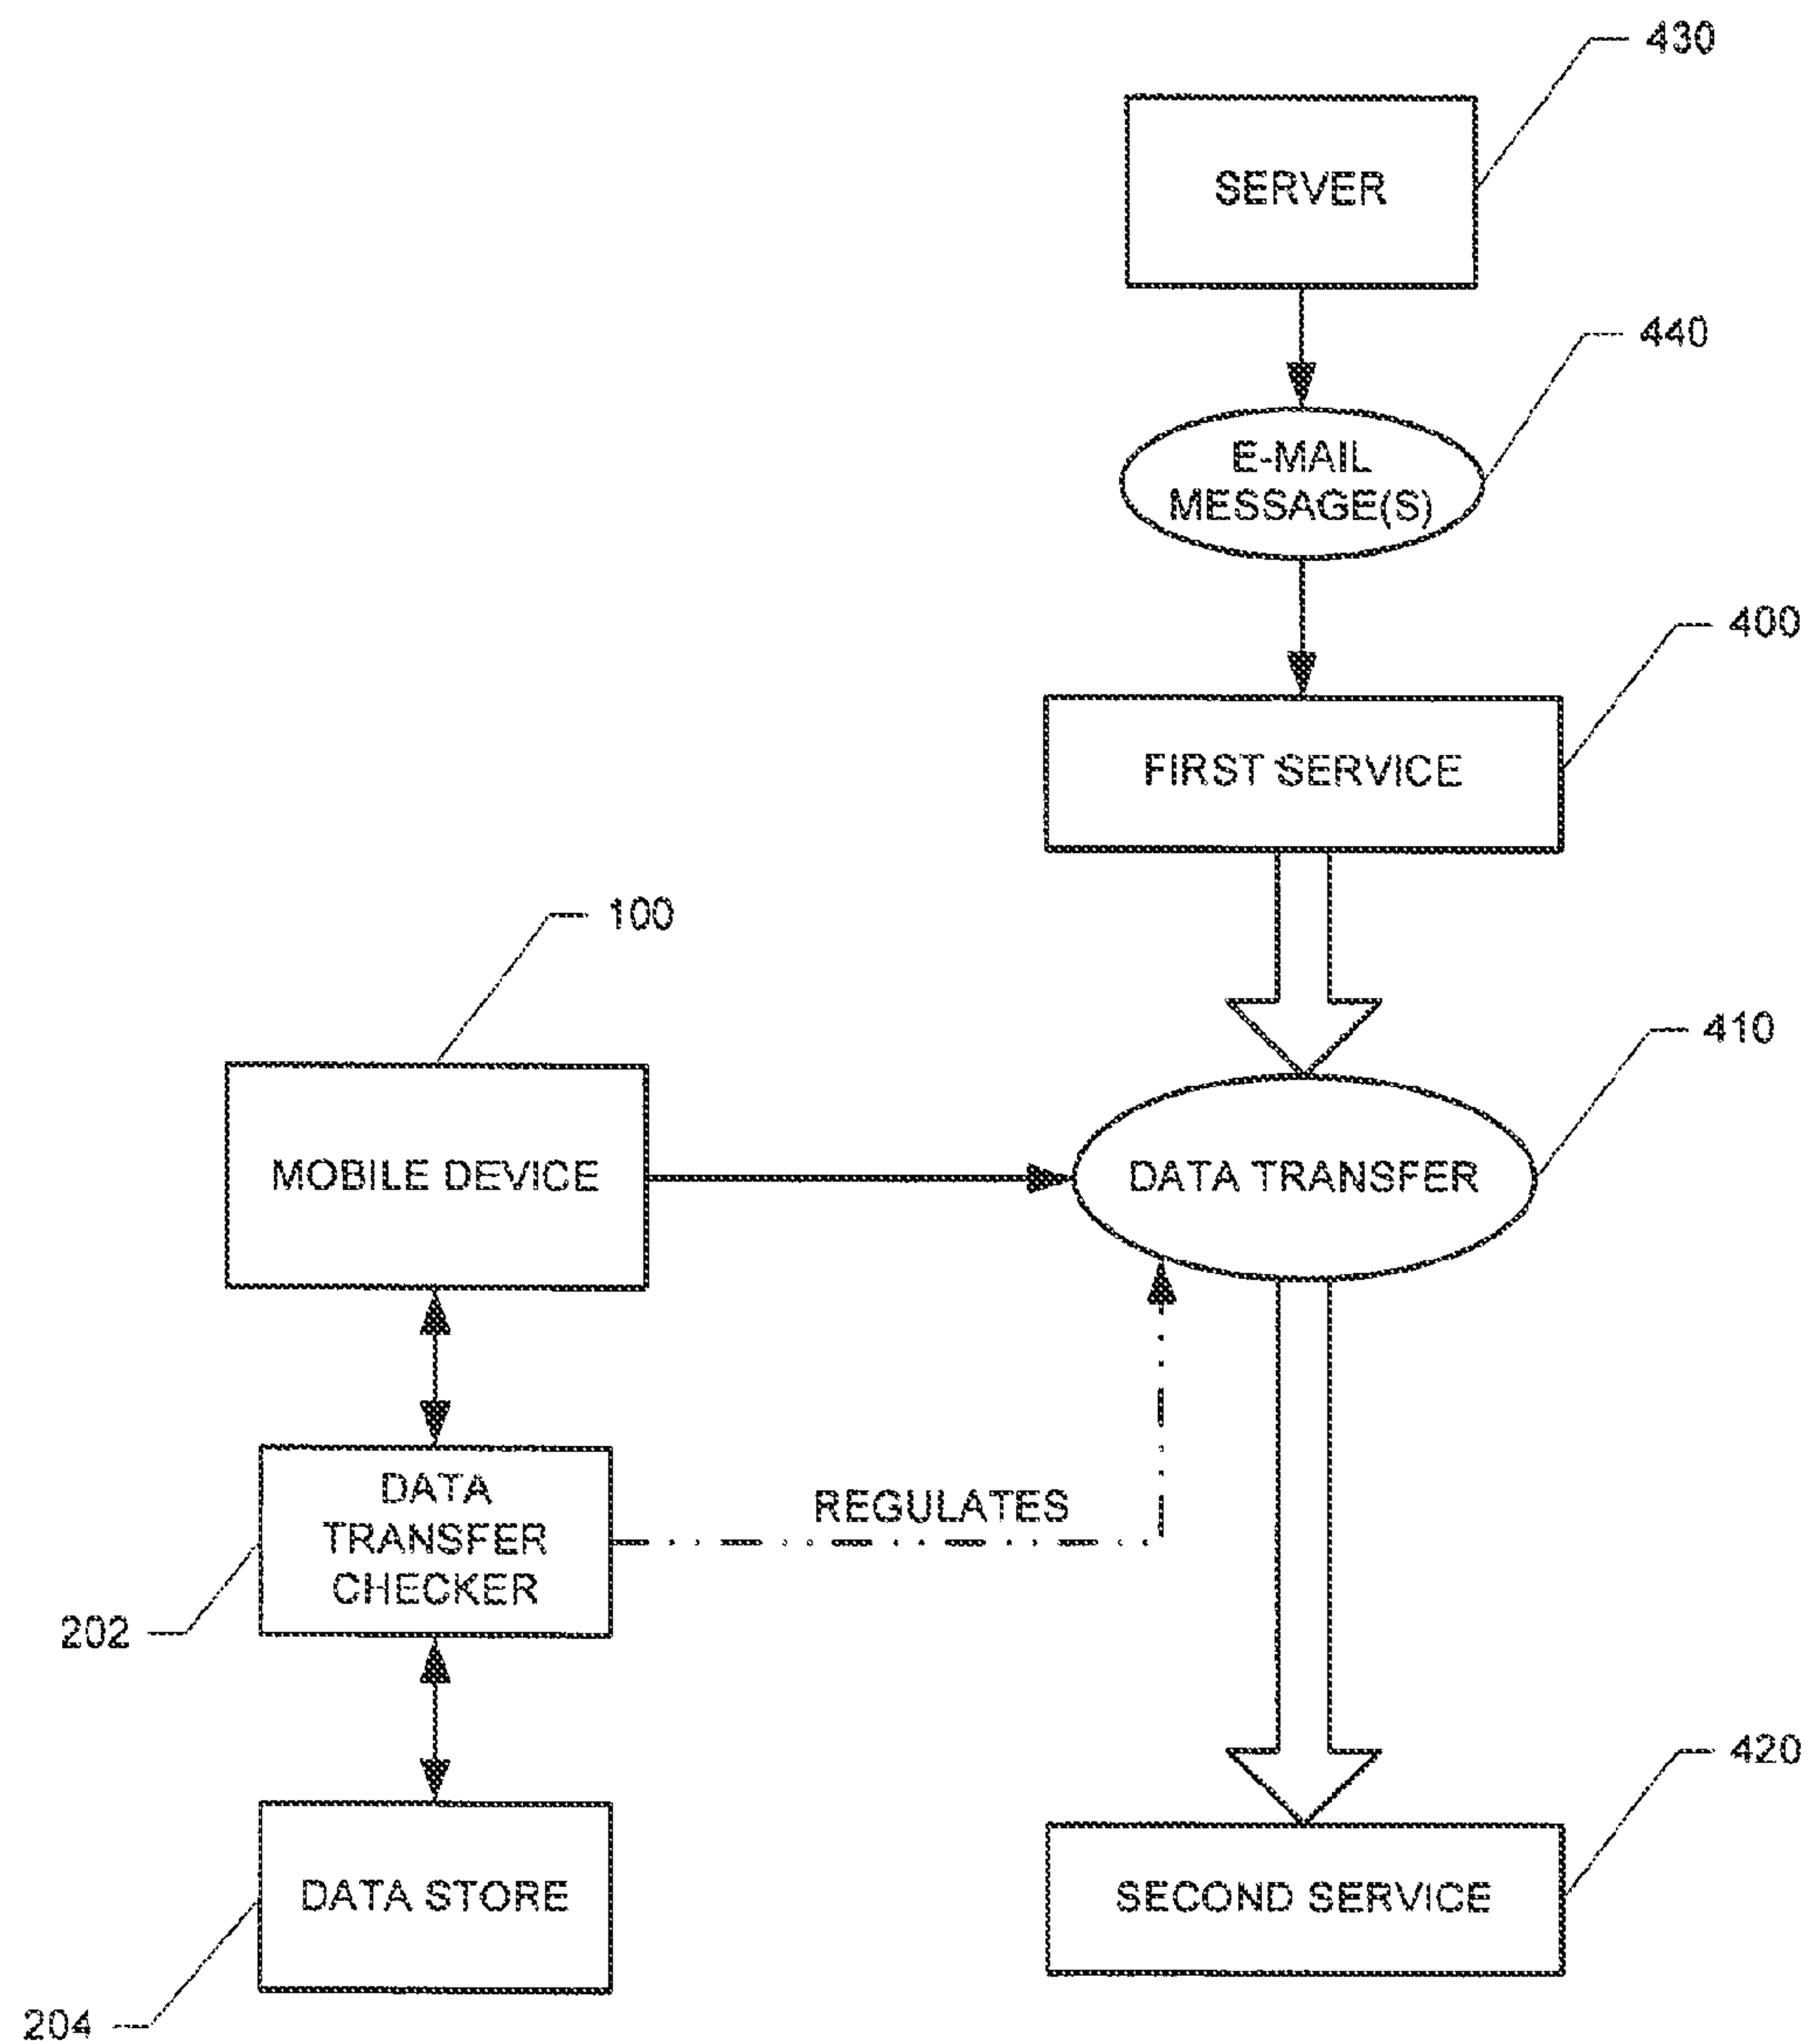 430
SERVER
440
E-MAIL
MESSAGE(S)
400
FIRST SERVICE
100
410
MOBILE DEVICE
DATA TRANSFER
DATA
TRANSFER
CHECKER
REGULATES
202
420
DATA STORE
SECOND SERVICE
204